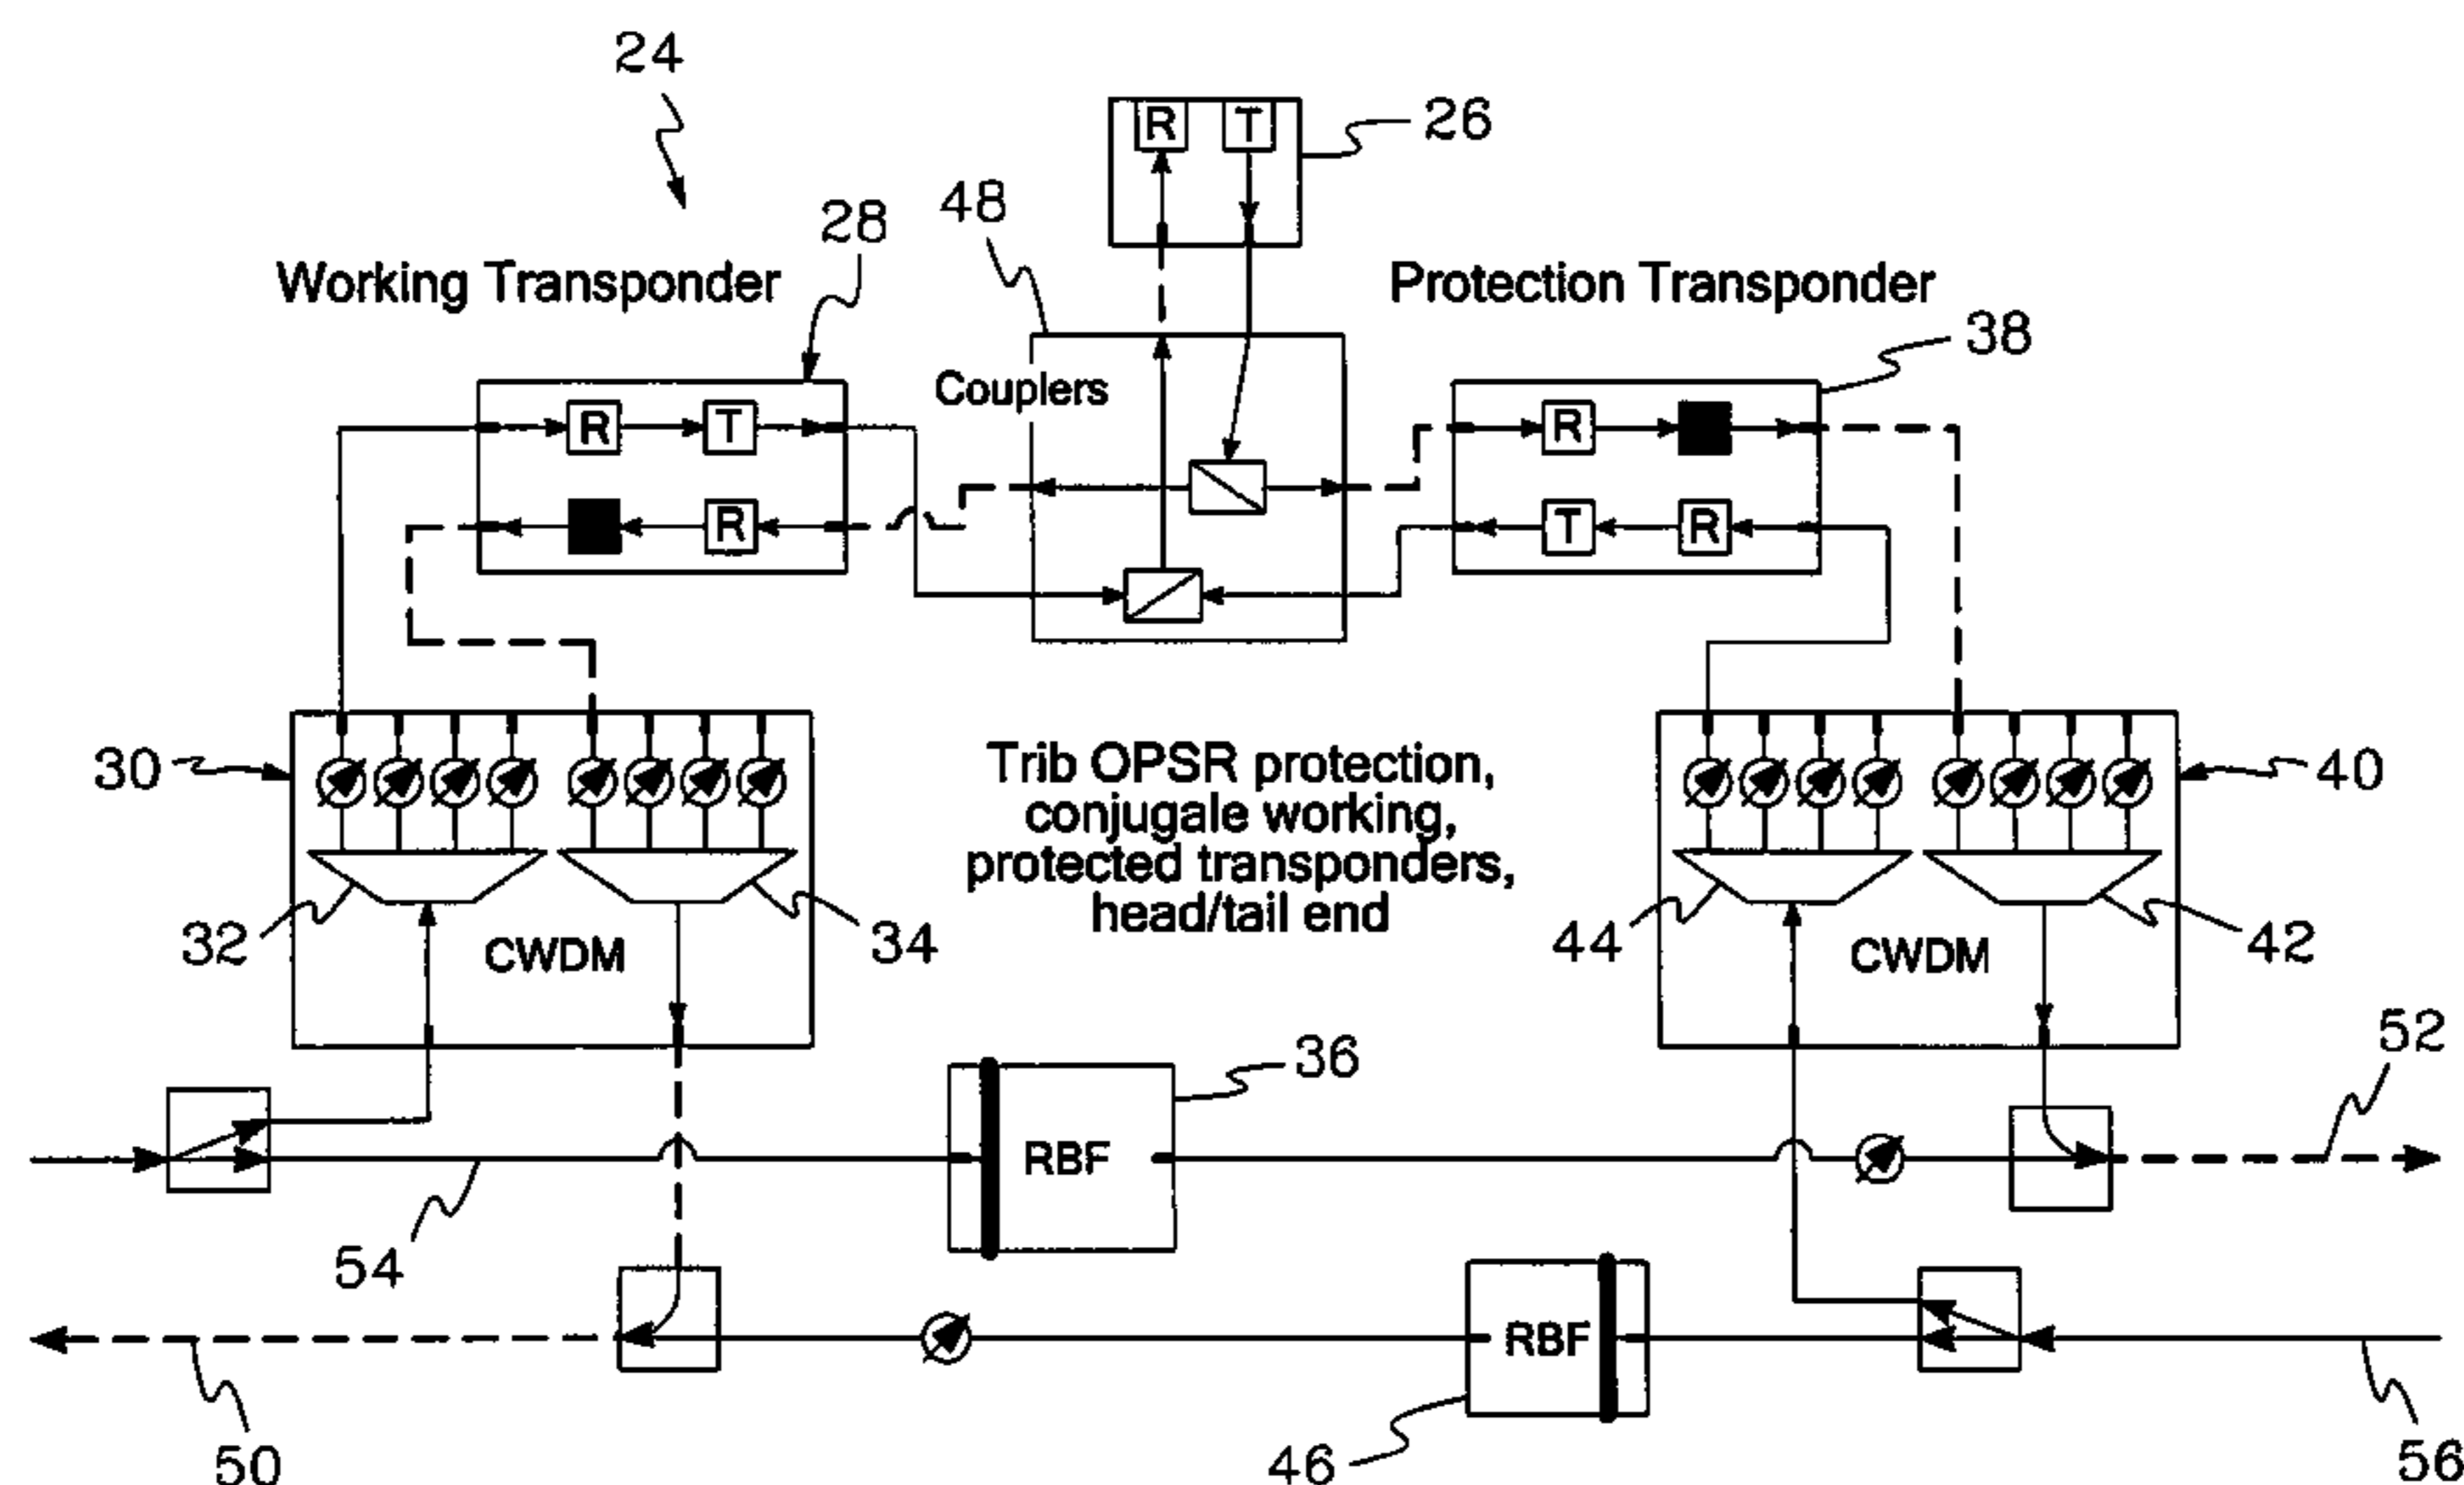 24
R T
26
48
28
Working Transponder
Protection Transponder
38
Couplers
R T
R
R
T R
30
Trib OPSR protection,
conjugale working,
protected transponders,
head/tail end
40
32
CWDM
34
44
CWDM
42
52
36
RBF
54
RBF
50
46
56